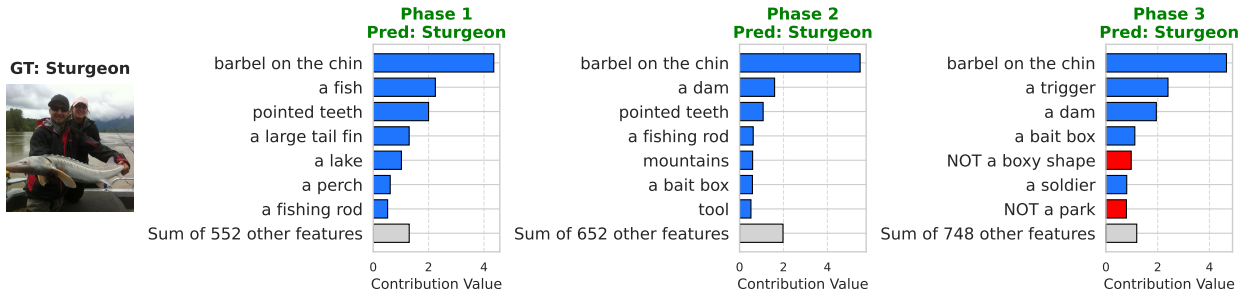 GT: Sturgeon
Phase 1
Pred: Sturgeon
barbel on the chin
a fish
pointed teeth
a large tail fin
a lake
a perch
a fishing rod
Sum of 552 other features
0 2 4
Contribution Value
Phase 2
Pred: Sturgeon
barbel on the chin
a dam
pointed teeth
a fishing rod
mountains
a bait box
tool
Sum of 652 other features
0 2 4
Contribution Value
Phase 3
Pred: Sturgeon
barbel on the chin
a trigger
a dam
a bait box
NOT a boxy shape
a soldier
NOT a park
Sum of 748 other features
0 2 4
Contribution Value